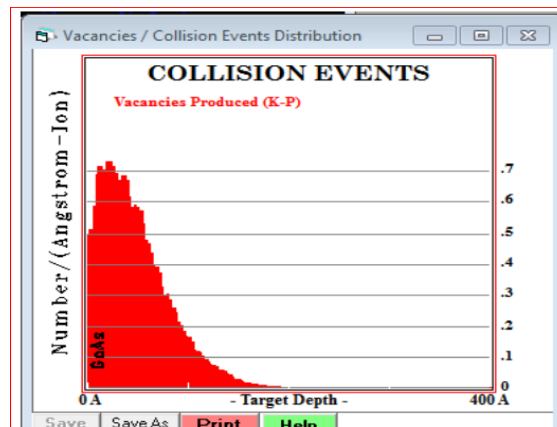 Vacancies / Collision Events Distribution
COLLISION EVENTS
Vacancies Produced (K-P)
Number/(Angstrom-Ion)
.7
.6
.5
.4
.3
.2
.1
0
GaAs
0 A
- Target Depth -
400 A
Save
Save As
Print
Help